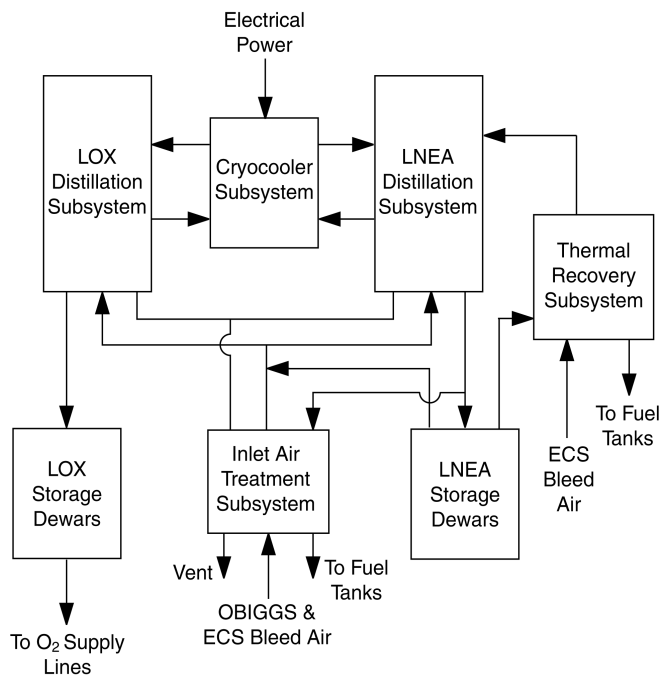 Electrical
Power
LOX
Distillation
Subsystem
Cryocooler
Subsystem
LNEA
Distillation
Subsystem
Thermal
Recovery
Subsystem
To Fuel
Tanks
ECS
Bleed
Air
LOX
Storage
Dewars
Inlet Air
Treatment
Subsystem
LNEA
Storage
Dewars
Vent
To Fuel
Tanks
OBIGGS &
ECS Bleed Air
To O₂ Supply
Lines